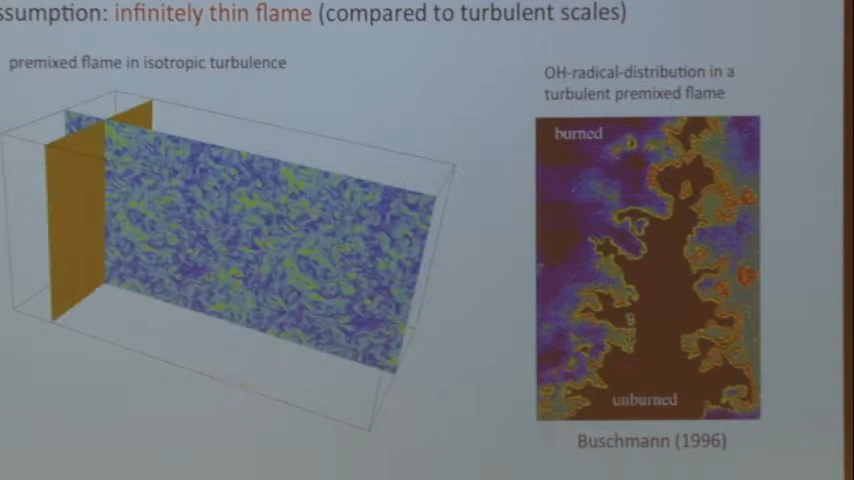 ssumption: infinitely thin flame (compared to turbulent scales)
premixed flame in isotropic turbulence
OH-radical-distribution in a
turbulent premixed flame
burned
unburned
Buschmann (1996)